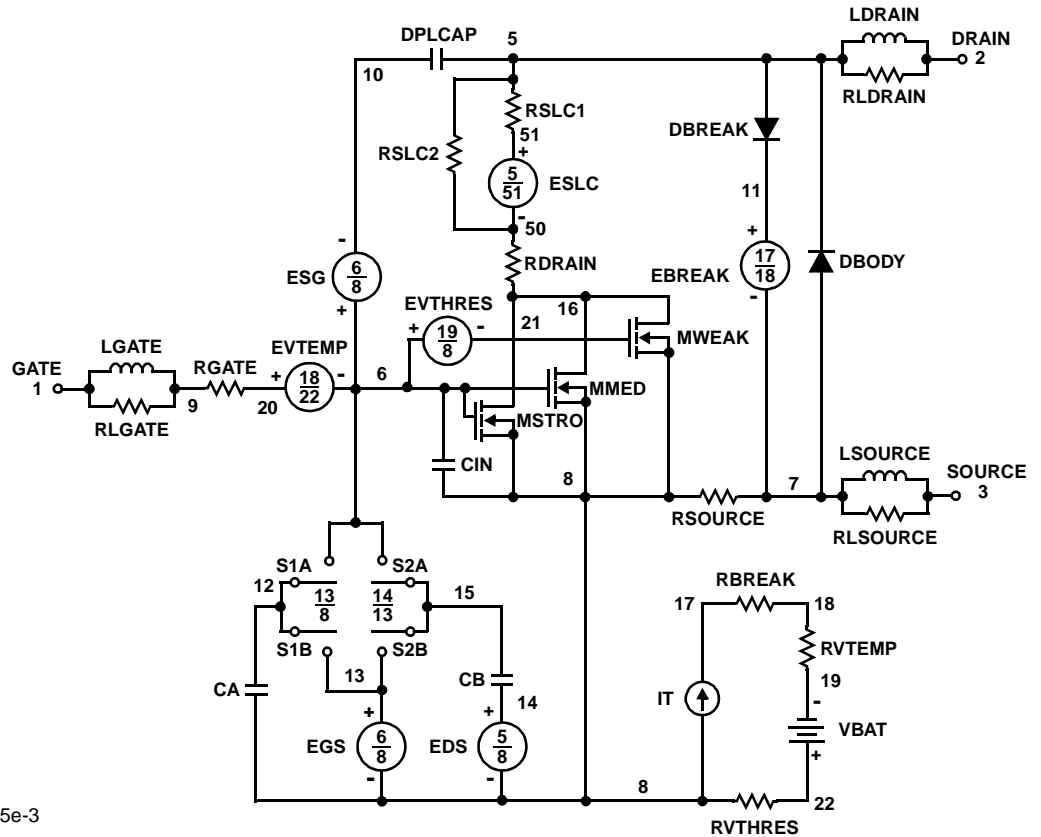 LDRAIN
DPLCAP 5 DRAIN
10 2
RSLC1 RLDRAIN
DBREAK
51
RSLC2 +
5
51
ESLC
11
-
50
- +
17
18
RDRAIN DBODY
6
8
ESG EBREAK
EVTHRES -
+ 16
+ 19
8
- 21
MWEAK
LGATE EVTEMP
GATE RGATE + 18
22
- 6
1 MMED
9 20
RLGATE MSTRO
LSOURCE
CIN SOURCE
8 7 3
RSOURCE
RLSOURCE
S1A S2A
12 RBREAK
13
8
14
13
15
17 18
S1B S2B RVTEMP
13 CB 19
CA IT -
14
+ + VBAT
6
8
5
8
EGS EDS +
- - 8 22
5e-3
RVTHRES